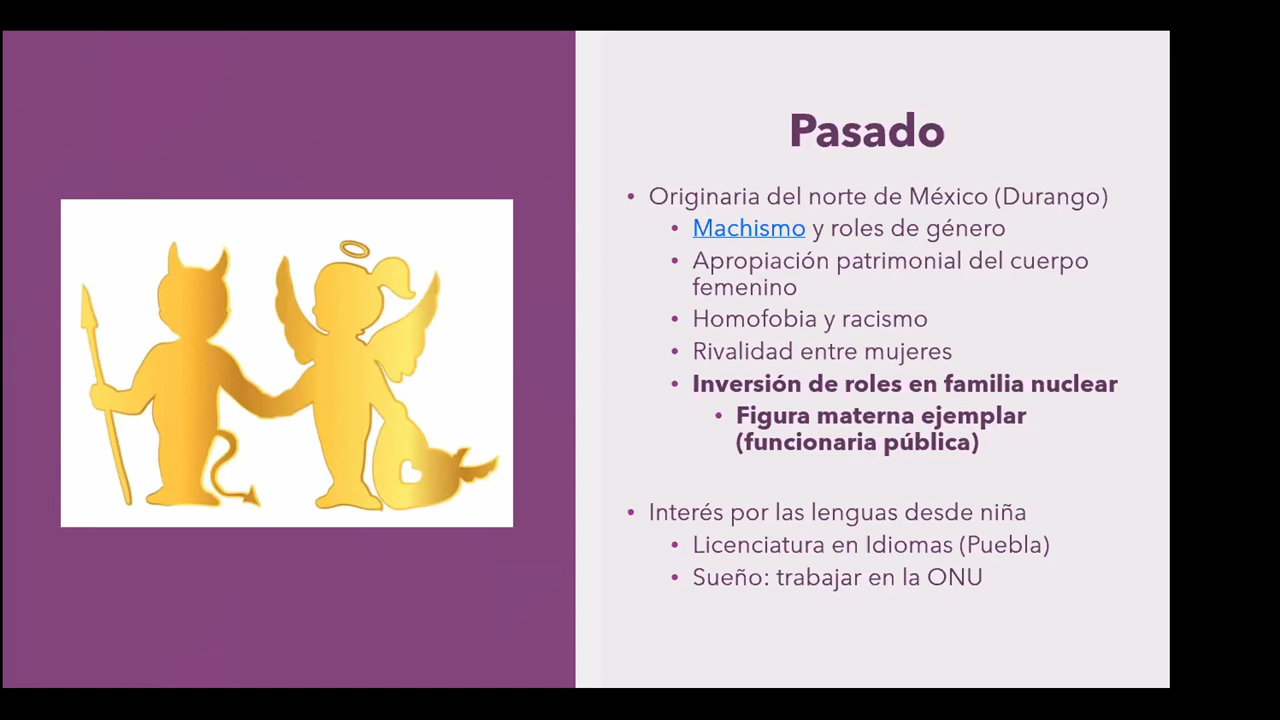 Pasado
• Originaria del norte de México (Durango)
• Machismo y roles de género
• Apropiación patrimonial del cuerpo
femenino
• Homofobia y racismo
• Rivalidad entre mujeres
• Inversión de roles en familia nuclear
• Figura materna ejemplar
(funcionaria pública)
• Interés por las lenguas desde niña
• Licenciatura en Idiomas (Puebla)
• Sueño: trabajar en la ONU